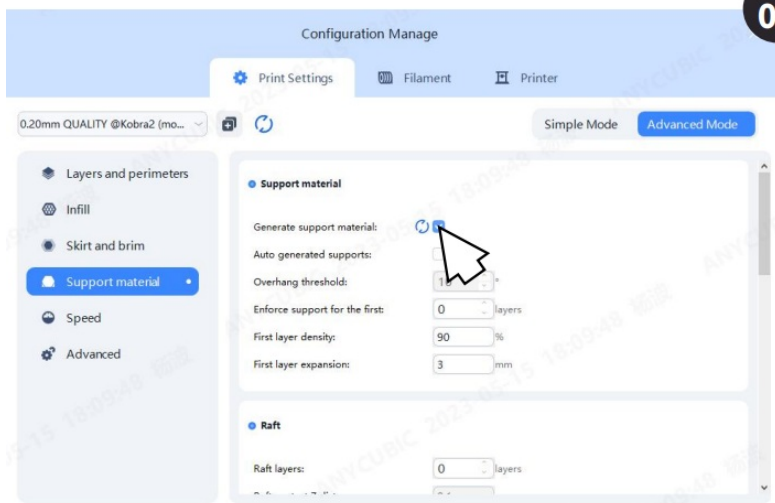 0
Configuration Manage
Print Settings Filament Printer
0.20mm QUALITY @Kobra2 (mo... Simple Mode Advanced Mode
Layers and perimeters
Infill
Skirt and brim
Support material
Speed
Advanced
Support material
Generate support material:
Auto generated supports:
Overhang threshold: °
Enforce support for the first: 0 layers
First layer density: 90 %
First layer expansion: 3 mm
Raft
Raft layers: 0 layers